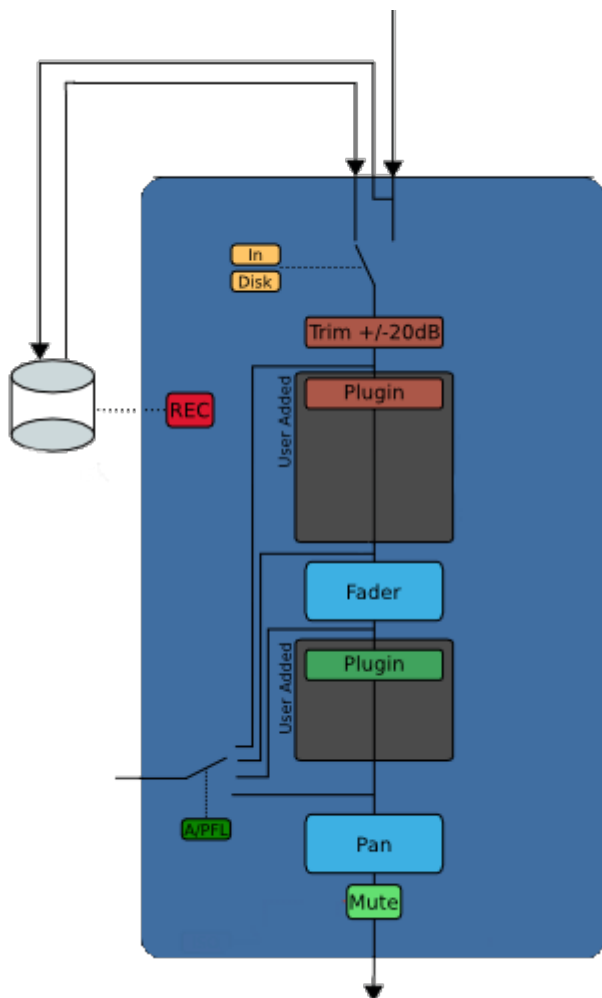 In
Disk
Trim +/-20dB
REC
User Added
Plugin
Fader
User Added
Plugin
A/PFL
Pan
Mute